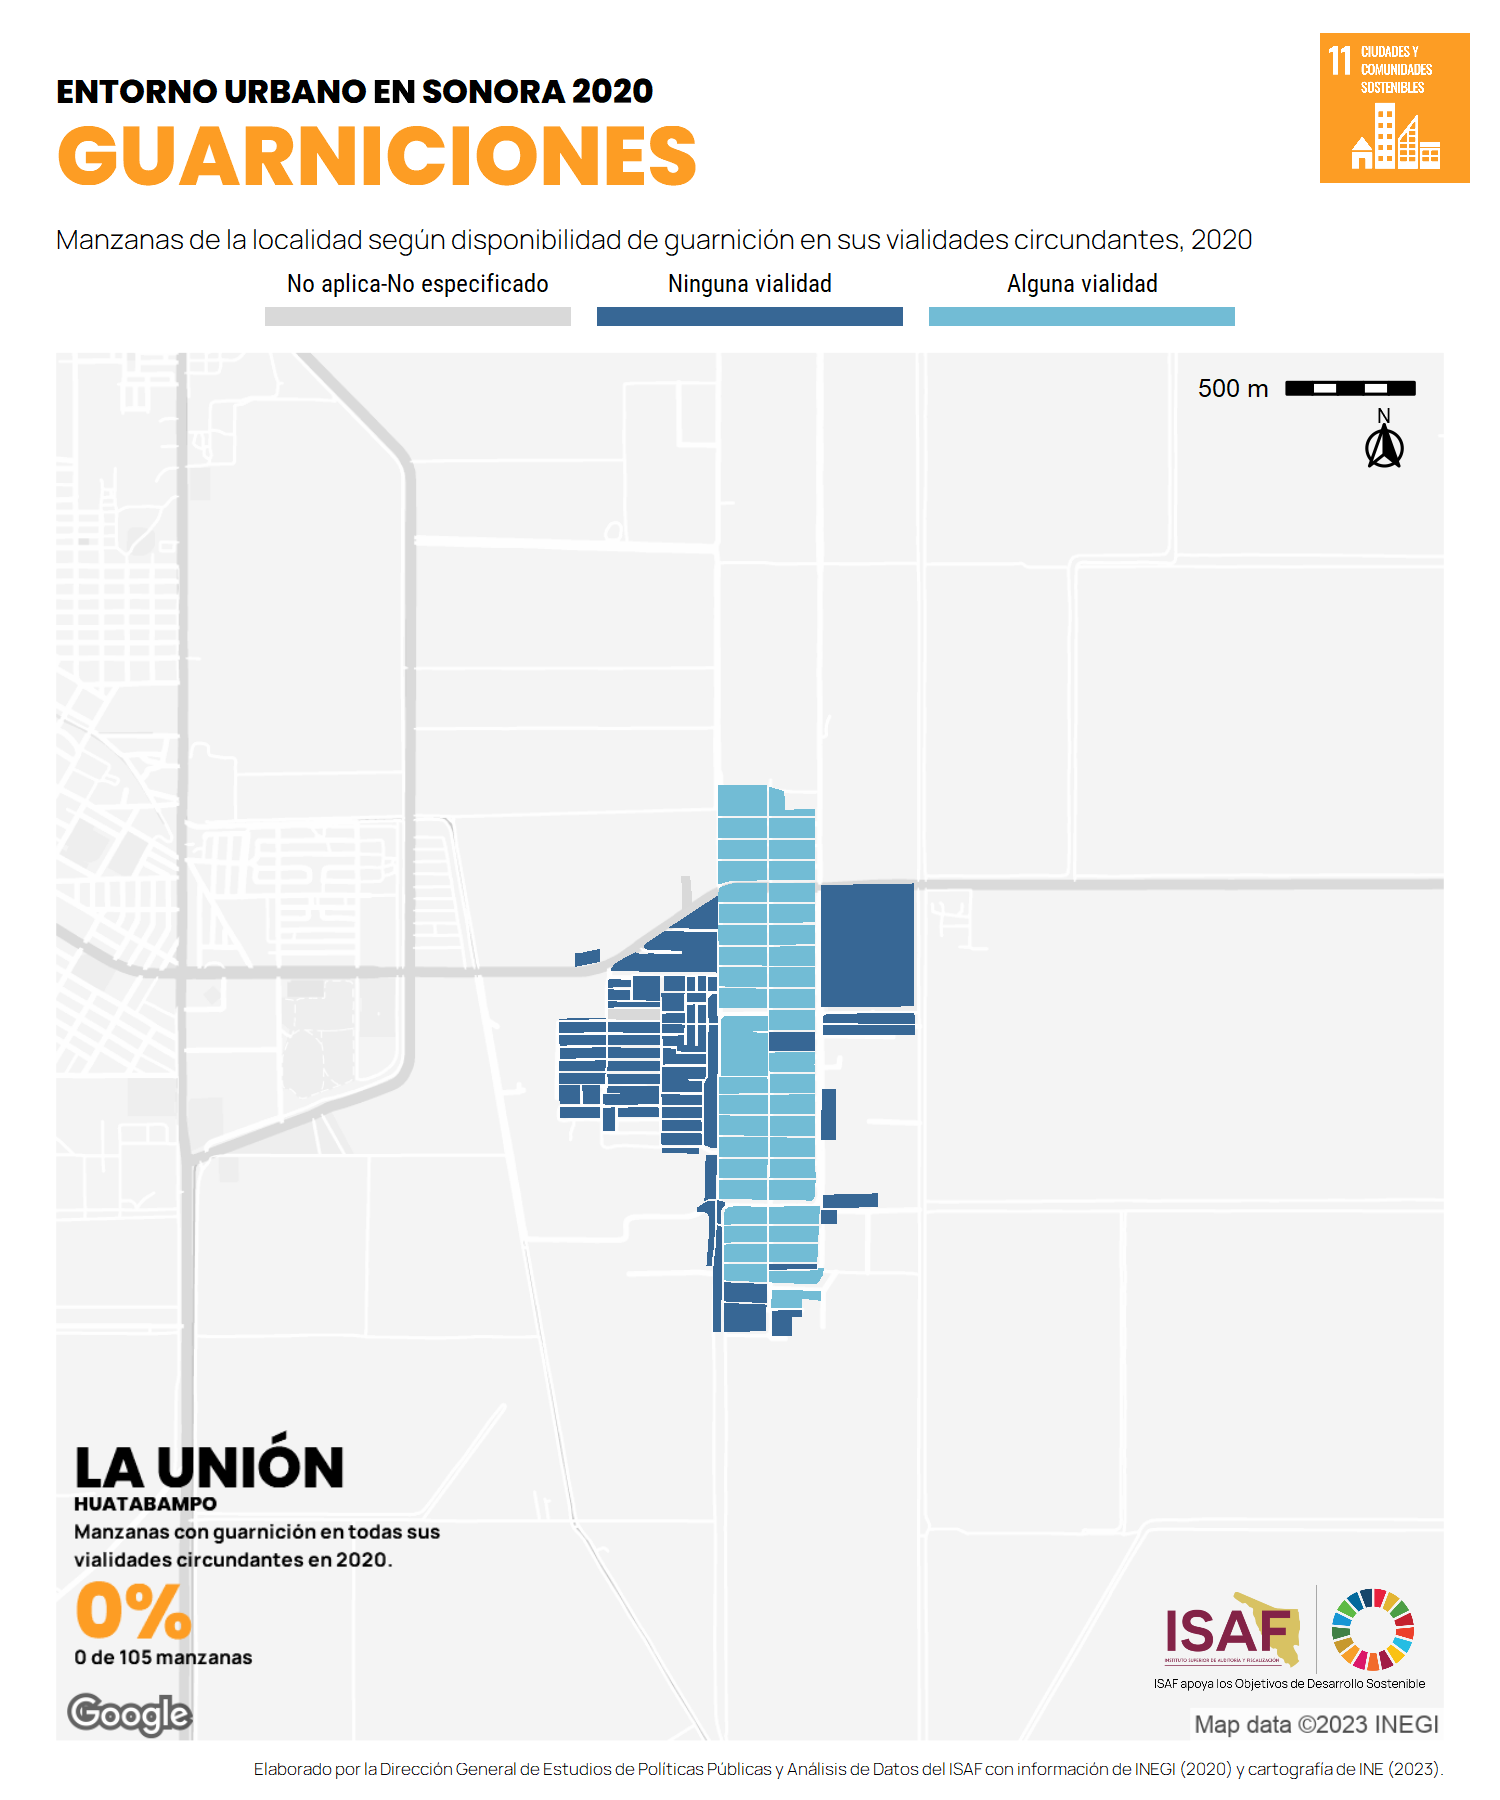 ENTORNO URBANO EN SONORA 2020
GUARNICIONES
11 CIUDADES Y
COMUNIDADES
SOSTENIBLES
Manzanas de la localidad según disponibilidad de guarnición en sus vialidades circundantes, 2020
No aplica-No especificado
Ninguna vialidad
Alguna vialidad
500 m
N
LA UNIÓN
HUATABAMPO
Manzanas con guarnición en todas sus
vialidades circundantes en 2020.
0%
0 de 105 manzanas
Google
ISAF
INSTITUTO SUPERIOR DE AUDITORÍA Y FISCALIZACIÓN
ISAF apoya los Objetivos de Desarrollo Sostenible
Map data ©2023 INEGI
Elaborado por la Dirección General de Estudios de Políticas Públicas y Análisis de Datos del ISAF con información de INEGI (2020) y cartografía de INE (2023).